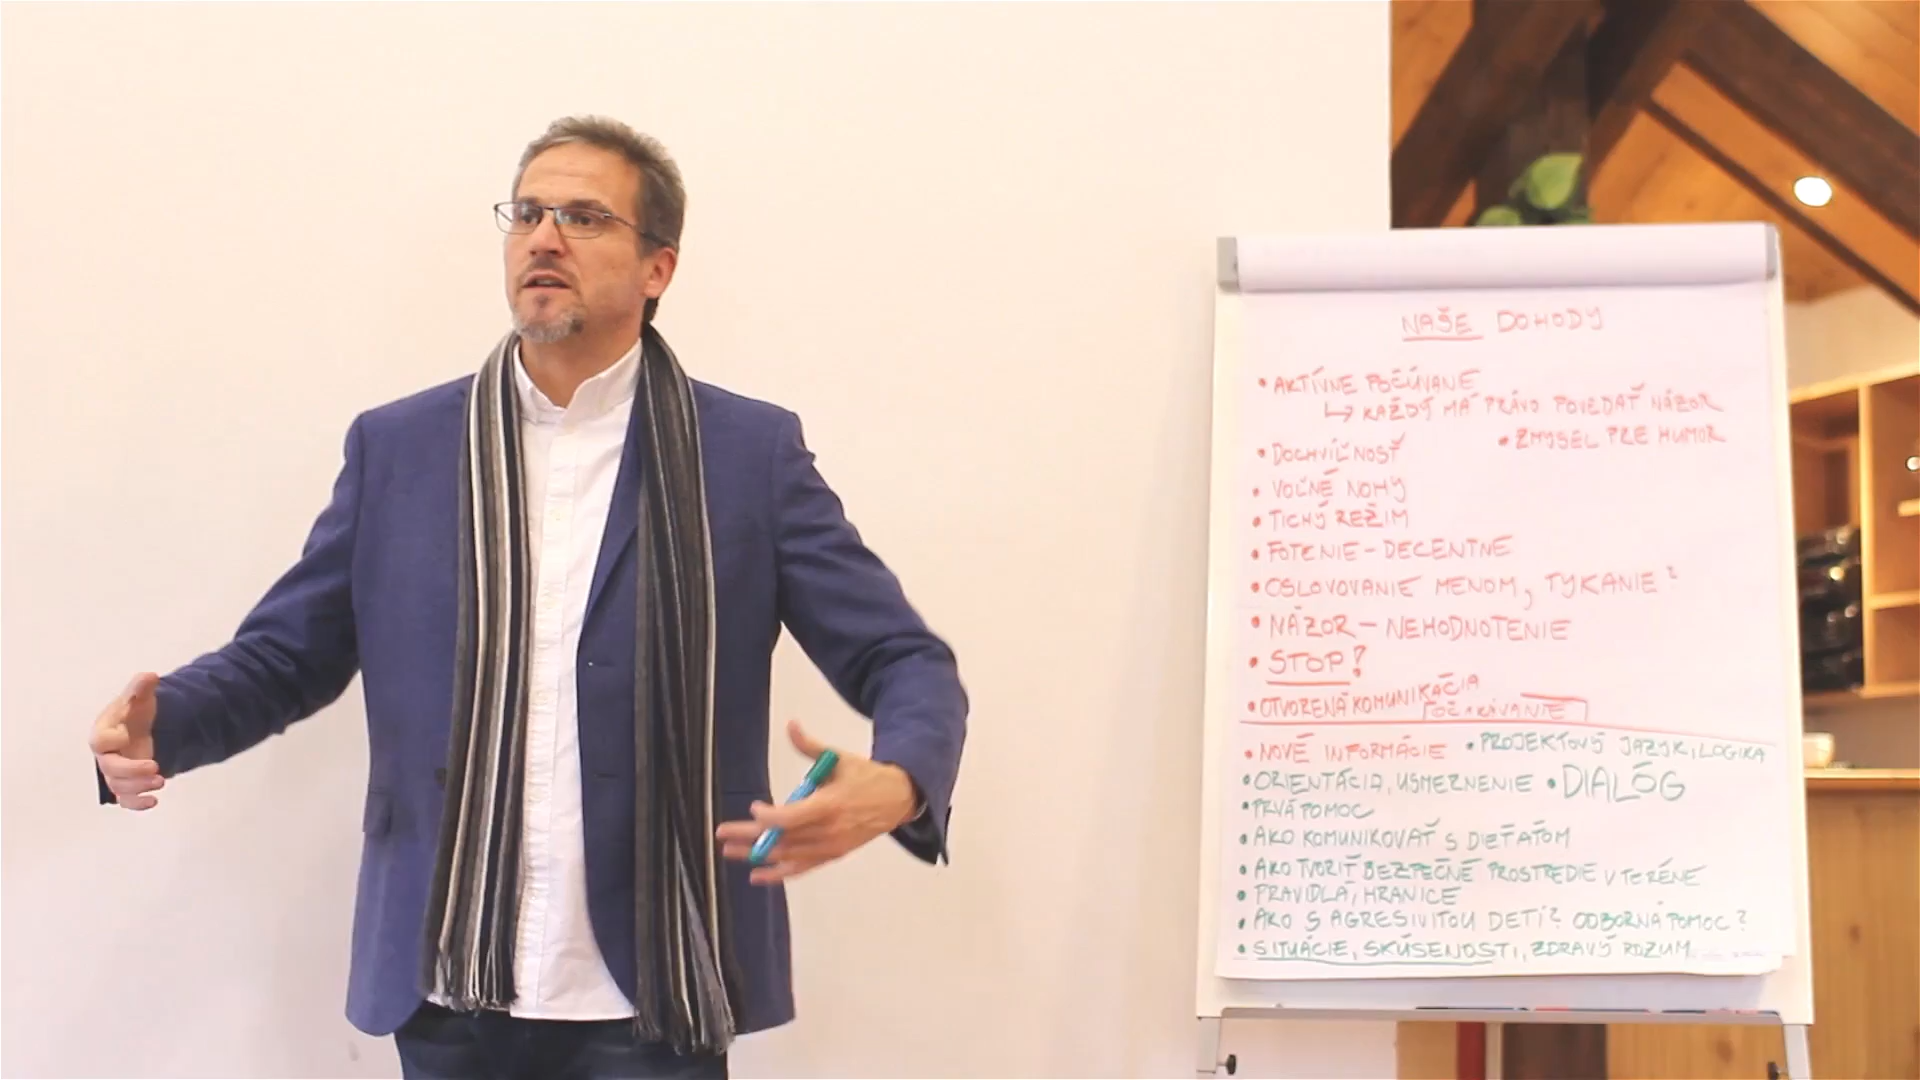 NAŠE DOHODY
• AKTÍVNE POČÚVANE
↳ KAŽDÝ MÁ PRÁVO POVEDAŤ NÁZOR
• ZMYSEL PRE HUMOR
• DOCHVÍĽNOSŤ
• VOĽNÉ NOHY
• TICHÝ REŽIM
• FOTENIE - DECENTNE
• OSLOVOVANIE MENOM, TYKANIE?
• NÁZOR - NEHODNOTENIE
• STOP?
• OTVORENÁ KOMUNIKÁCIA
OČAKÁVANIE
• NOVÉ INFORMÁCIE • PROJEKTOVÝ JAZYK, LOGIKA
• ORIENTÁCIA, USMERNENIE • DIALÓG
• PRVÁ POMOC
• AKO KOMUNIKOVAŤ S DIEŤAŤOM
• AKO TVORIŤ BEZPEČNÉ PROSTREDIE V TERÉNE
• PRAVIDLÁ, HRANICE
• AKO S AGRESIVITOU DETÍ? ODBORNÁ POMOC?
• SITUÁCIE, SKÚSENOSTI, ZDRAVÝ ROZUM